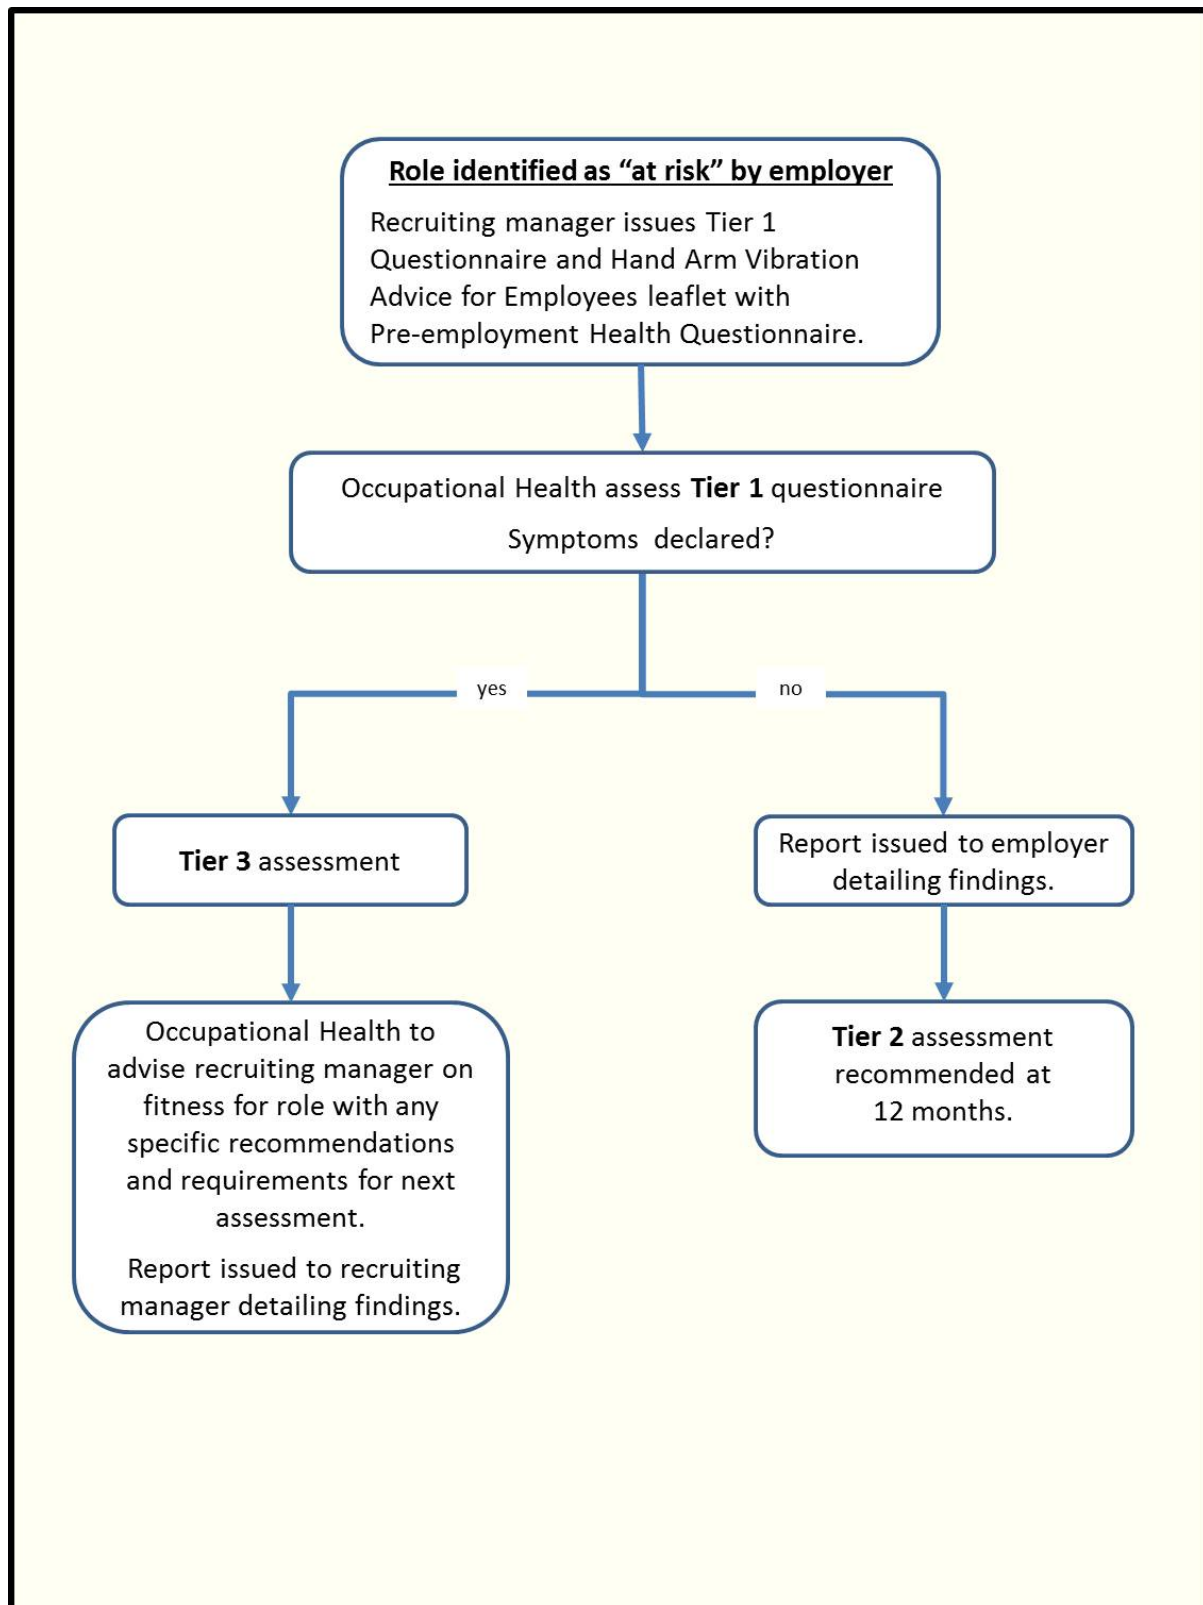 Role identified as “at risk” by employer
Recruiting manager issues Tier 1
Questionnaire and Hand Arm Vibration
Advice for Employees leaflet with
Pre-employment Health Questionnaire.
Occupational Health assess Tier 1 questionnaire
Symptoms declared?
yes
no
Tier 3 assessment
Report issued to employer
detailing findings.
Occupational Health to
advise recruiting manager on
fitness for role with any
specific recommendations
and requirements for next
assessment.
Report issued to recruiting
manager detailing findings.
Tier 2 assessment
recommended at
12 months.